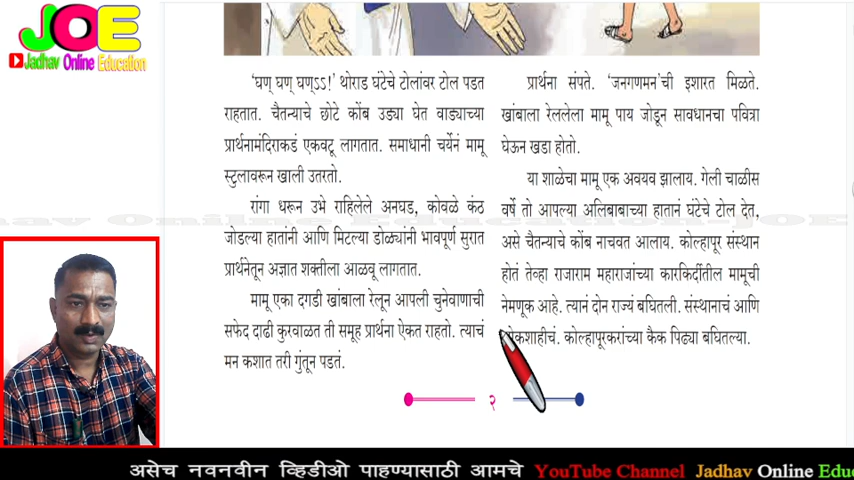 JOE
Jadhav Online Education
'घण् घण् घण्ऽऽ!' थोराड घंटेचे टोलांवर टोल पडत
राहतात. चैतन्याचे छोटे कोंब उड्या घेत वाड्याच्या
प्रार्थनामंदिराकडं एकवटू लागतात. समाधानी चर्येनं मामू
स्टुलावरून खाली उतरतो.
रांगा धरून उभे राहिलेले अनघड, कोवळे कंठ
जोडल्या हातांनी आणि मिटल्या डोळ्यांनी भावपूर्ण सुरात
प्रार्थनेतून अज्ञात शक्तीला आळवू लागतात.
मामू एका दगडी खांबाला रेलून आपली चुनेवाणाची
सफेद दाढी कुरवाळत ती समूह प्रार्थना ऐकत राहतो. त्याचं
मन कशात तरी गुंतून पडतं.
प्रार्थना संपते. 'जनगणमन'ची इशारत मिळते.
खांबाला रेललेला मामू पाय जोडून सावधानचा पवित्रा
घेऊन खडा होतो.
या शाळेचा मामू एक अवयव झालाय. गेली चाळीस
वर्षे तो आपल्या अलिबाबाच्या हातानं घंटेचे टोल देत,
असे चैतन्याचे कोंब नाचवत आलाय. कोल्हापूर संस्थान
होतं तेव्हा राजाराम महाराजांच्या कारकिर्दीतील मामूची
नेमणूक आहे. त्यानं दोन राज्यं बघितली. संस्थानाचं आणि
कोल्हापूरकरांच्या कैक पिढ्या बघितल्या.
२
असेच नवनवीन व्हिडीओ पाहण्यासाठी आमचे YouTube Channel Jadhav Online